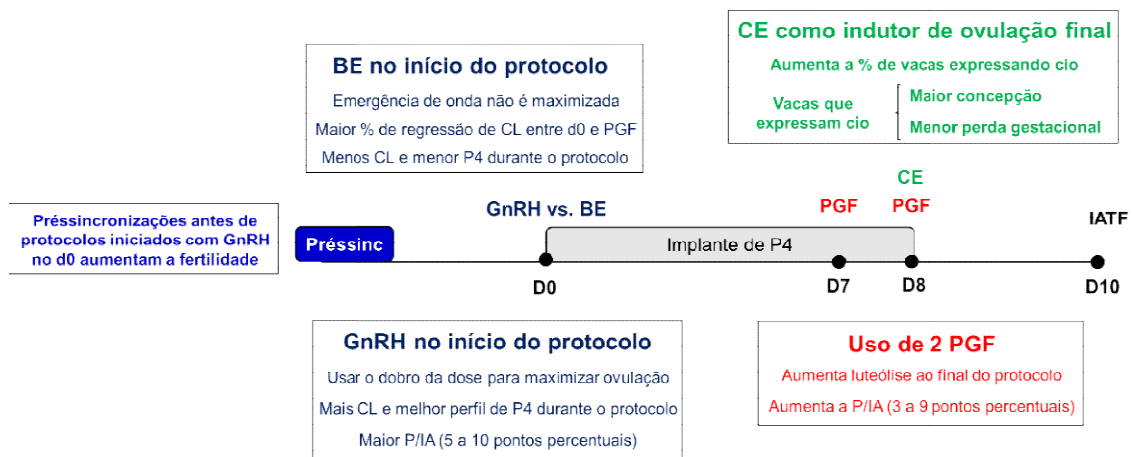 CE como indutor de ovulação final
Aumenta a % de vacas expressando cio
Vacas que
expressam cio
Maior concepção
Menor perda gestacional
BE no início do protocolo
Emergência de onda não é maximizada
Maior % de regressão de CL entre d0 e PGF
Menos CL e menor P4 durante o protocolo
CE
GnRH vs. BE
PGF
PGF
IATF
Préssincronizações antes de
protocolos iniciados com GnRH
no d0 aumentam a fertilidade
Préssinc
Implante de P4
D0
D7
D8
D10
GnRH no início do protocolo
Usar o dobro da dose para maximizar ovulação
Mais CL e melhor perfil de P4 durante o protocolo
Maior P/IA (5 a 10 pontos percentuais)
Uso de 2 PGF
Aumenta luteólise ao final do protocolo
Aumenta a P/IA (3 a 9 pontos percentuais)